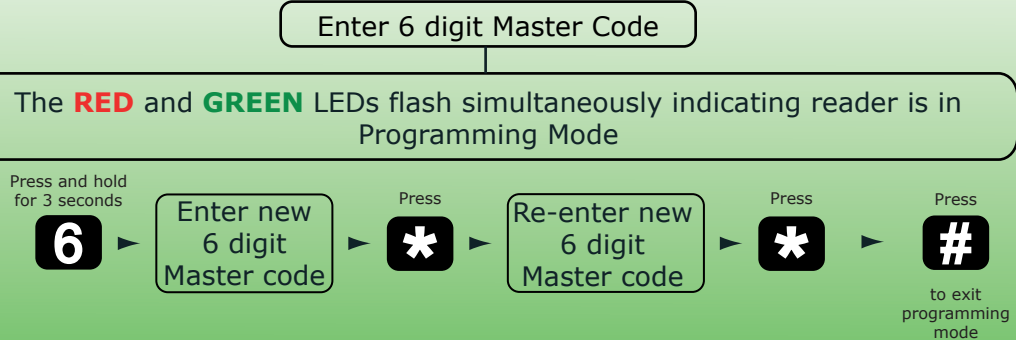 Enter 6 digit Master Code
The RED and GREEN LEDs flash simultaneously indicating reader is in
Programming Mode
Press and hold
for 3 seconds
6
Enter new
6 digit
Master code
Press
*
Re-enter new
6 digit
Master code
Press
*
Press
#
to exit
programming
mode